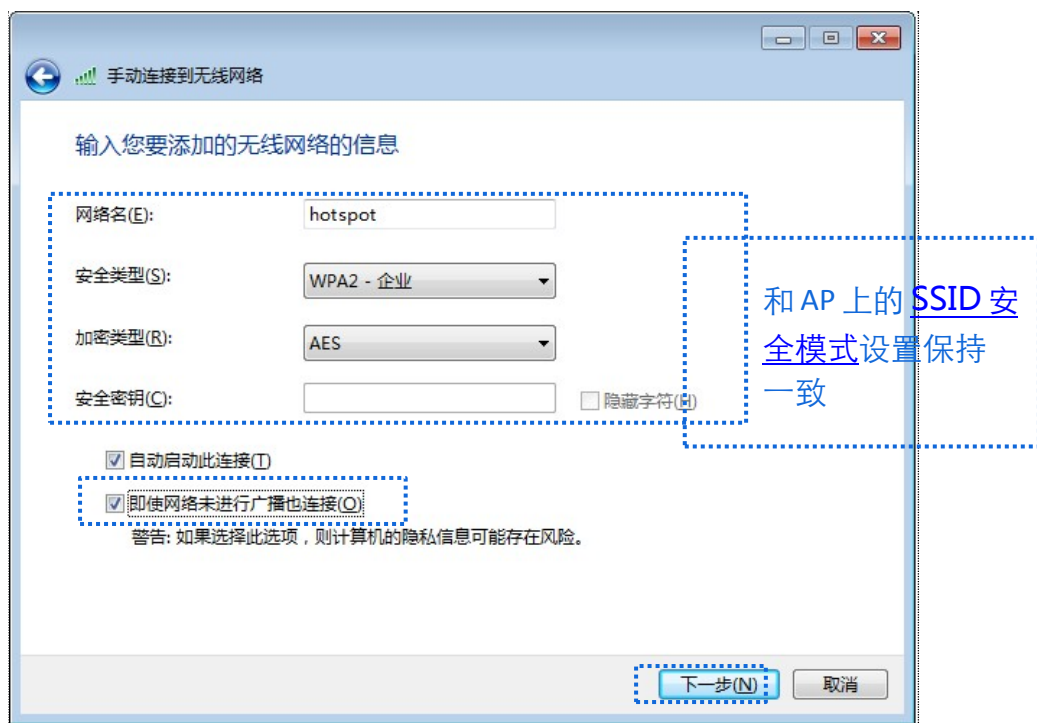 手动连接到无线网络
输入您要添加的无线网络的信息
网络名(E):
hotspot
安全类型(S):
WPA2 - 企业
加密类型(R):
AES
安全密钥(C):
隐藏字符(H)
和 AP 上的 SSID 安
全模式设置保持
一致
自动启动此连接(T)
即使网络未进行广播也连接(O)
警告: 如果选择此选项，则计算机的隐私信息可能存在风险。
下一步(N)
取消